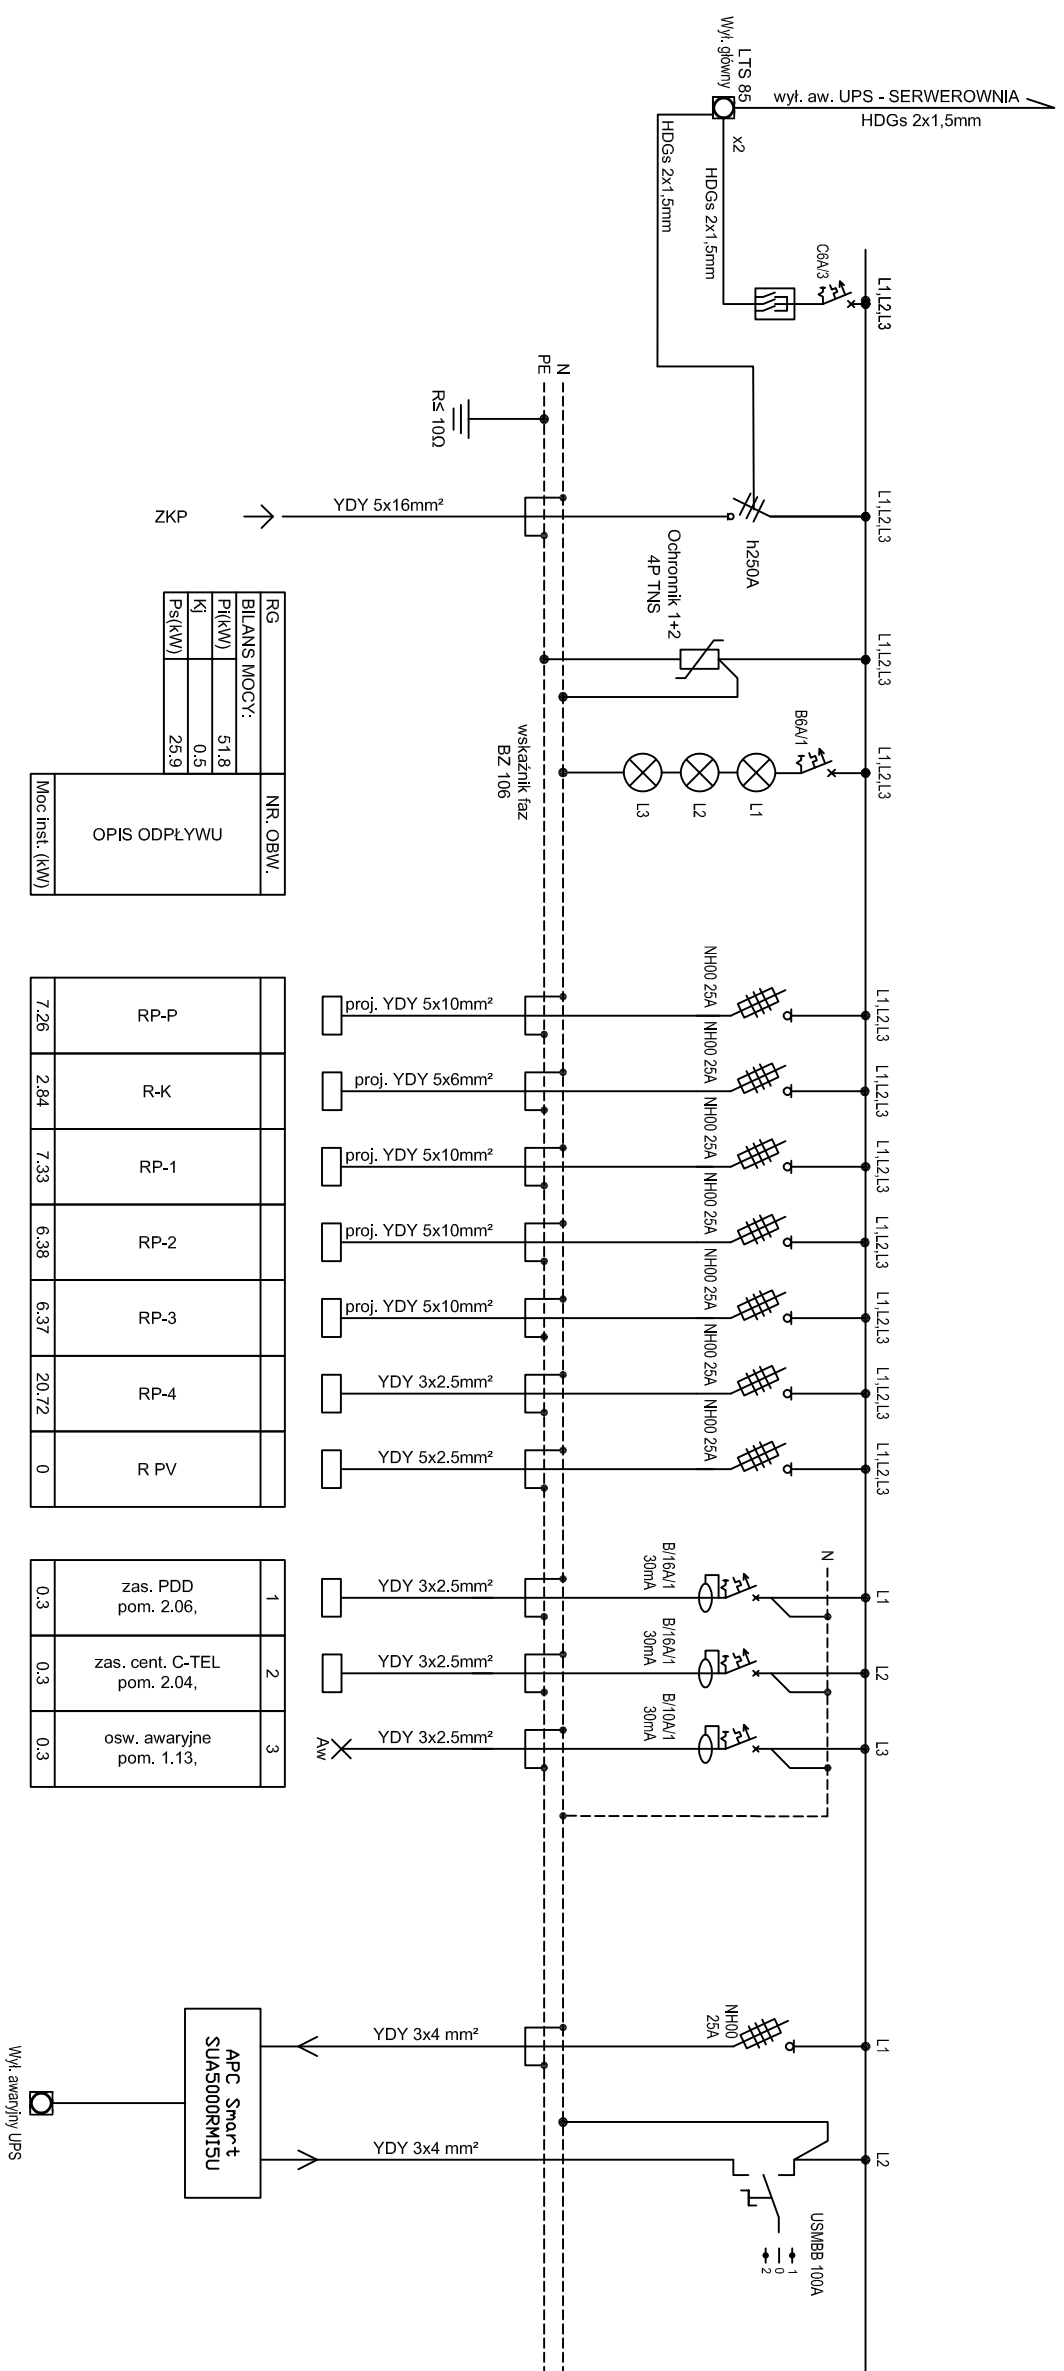 LTS 85
Wył. główny
x2
wył. aw. UPS - SERWEROWNIA
HDGs 2x1,5mm
HDGs 2x1,5mm
HDGs 2x1,5mm
C6A/3
L1,L2,L3
PE
N
R≤ 10Ω
ZKP
YDY 5x16mm²
h250A
L1,L2,L3
Ochronnik 1+2
4P TNS
L1,L2,L3
wskaźnik faz
BZ 106
L3
L2
L1
B6A/1
L1,L2,L3
RG
BILANS MOCY:
Pi(kW) 51.8
Kj 0.5
Ps(kW) 25.9
NR. OBW.
OPIS ODPŁYWU
Moc inst. (kW)
RP-P
7.26
proj. YDY 5x10mm²
NH00 25A
L1,L2,L3
R-K
2.84
proj. YDY 5x6mm²
NH00 25A
L1,L2,L3
RP-1
7.33
proj. YDY 5x10mm²
NH00 25A
L1,L2,L3
RP-2
6.38
proj. YDY 5x10mm²
NH00 25A
L1,L2,L3
RP-3
6.37
proj. YDY 5x10mm²
NH00 25A
L1,L2,L3
RP-4
20.72
YDY 3x2.5mm²
NH00 25A
L1,L2,L3
R PV
0
YDY 5x2.5mm²
NH00 25A
L1,L2,L3
N
1
zas. PDD
pom. 2.06,
0.3
YDY 3x2.5mm²
B/16A/1
30mA
L1
2
zas. cent. C-TEL
pom. 2.04,
0.3
YDY 3x2.5mm²
B/16A/1
30mA
L2
3
osw. awaryjne
pom. 1.13,
0.3
Aw
YDY 3x2.5mm²
B/10A/1
30mA
L3
YDY 3x4 mm²
NH00
25A
L1
APC Smart
SUA5000RMI5U
Wył. awaryjny UPS
YDY 3x4 mm²
L2
USMBB 100A
1
0
2